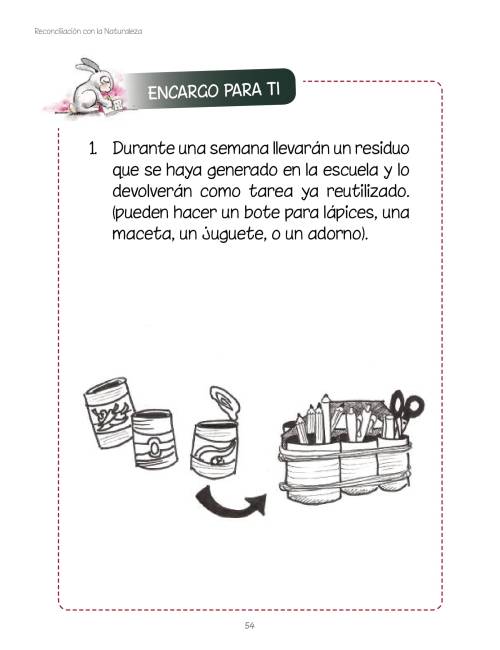 Reconciliación con la Naturaleza
ENCARGO PARA TI
1. Durante una semana llevarán un residuo
que se haya generado en la escuela y lo
devolverán como tarea ya reutilizado.
(pueden hacer un bote para lápices, una
maceta, un juguete, o un adorno).
54